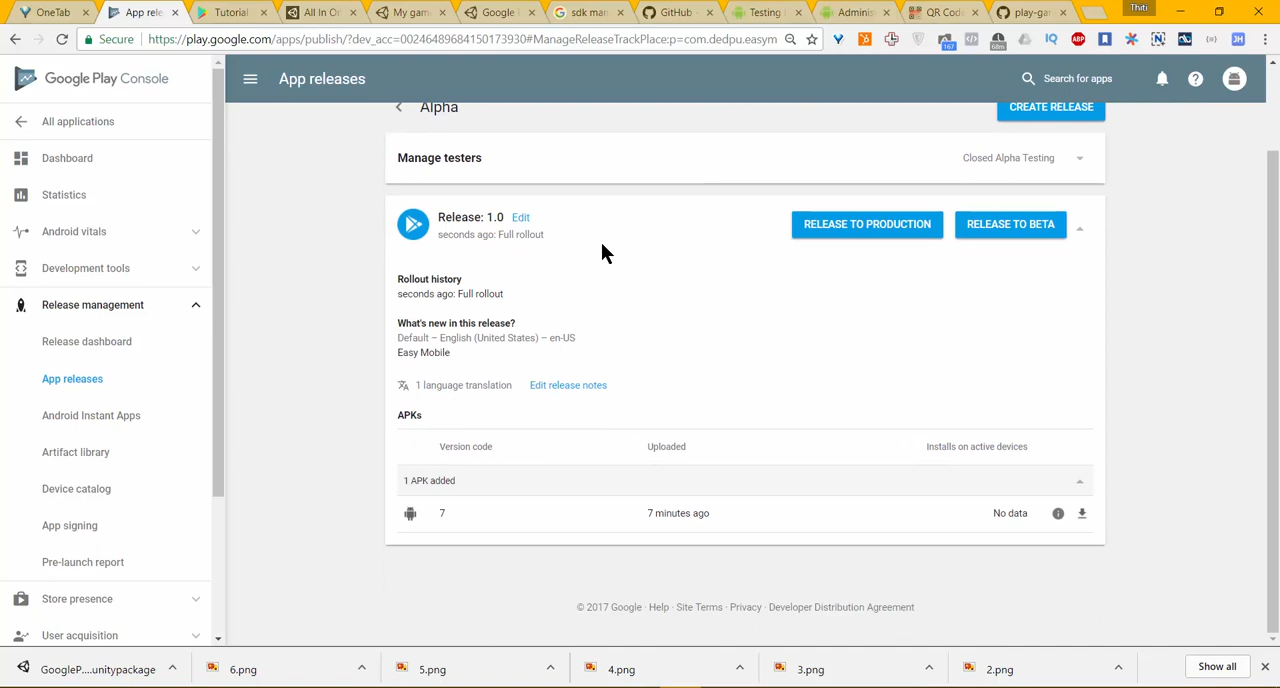 OneTab
App rele
Tutorial
All In On
My game
Google
sdk man
GitHub
Testing
Adminis
QR Cod
play-gam
Thiti
Secure
https://play.google.com/apps/publish/?dev_acc=00246489684150173930#ManageReleaseTrackPlace:p=com.dedpu.easym
Google Play Console
App releases
Search for apps
All applications
Dashboard
Statistics
Android vitals
Development tools
Release management
Release dashboard
App releases
Android Instant Apps
Artifact library
Device catalog
App signing
Pre-launch report
Store presence
User acquisition
Alpha
CREATE RELEASE
Manage testers
Closed Alpha Testing
Release: 1.0 Edit
seconds ago: Full rollout
RELEASE TO PRODUCTION
RELEASE TO BETA
Rollout history
seconds ago: Full rollout
What's new in this release?
Default – English (United States) – en-US
Easy Mobile
1 language translation Edit release notes
APKs
Version code Uploaded Installs on active devices
1 APK added
7 7 minutes ago No data
© 2017 Google · Help · Site Terms · Privacy · Developer Distribution Agreement
GoogleP....unitypackage
6.png
5.png
4.png
3.png
2.png
Show all